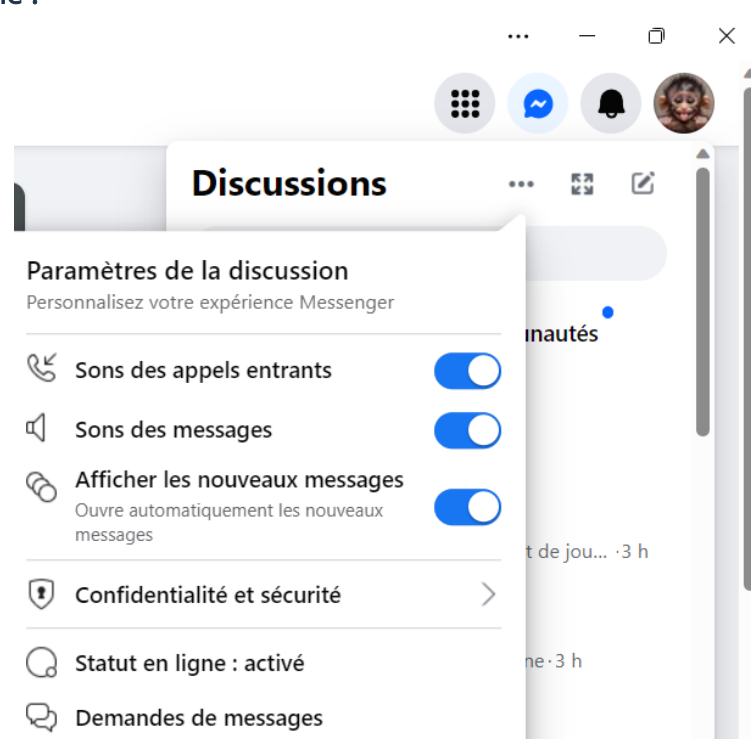 Discussions
Paramètres de la discussion
Personnalisez votre expérience Messenger
Sons des appels entrants
Sons des messages
Afficher les nouveaux messages
Ouvre automatiquement les nouveaux
messages
Confidentialité et sécurité
Statut en ligne : activé
Demandes de messages
unautés
t de jou... ·3 h
ne·3 h